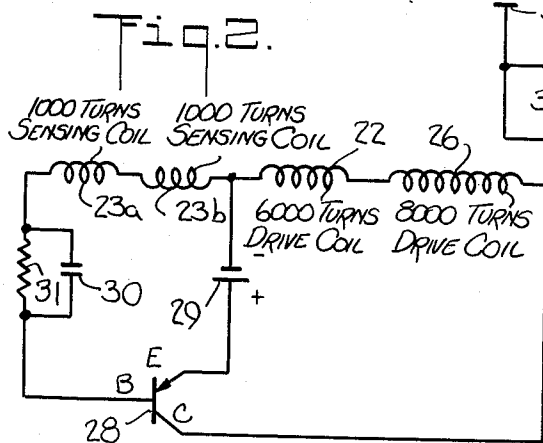 Fig.2.
1000 TURNS SENSING COIL
1000 TURNS SENSING COIL
22
26
3
23a
23b
6000 TURNS DRIVE COIL
8000 TURNS DRIVE COIL
31
30
29
-
+
E
B
C
28